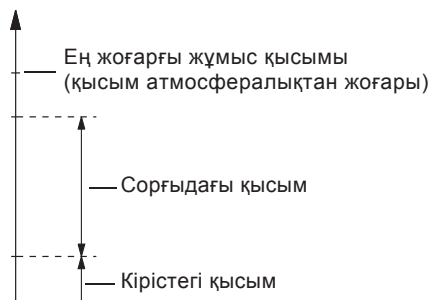 Ең жоғарғы жұмыс қысымы
(қысым атмосфералықтан жоғары)
Сорғыдағы қысым
Кірістегі қысым